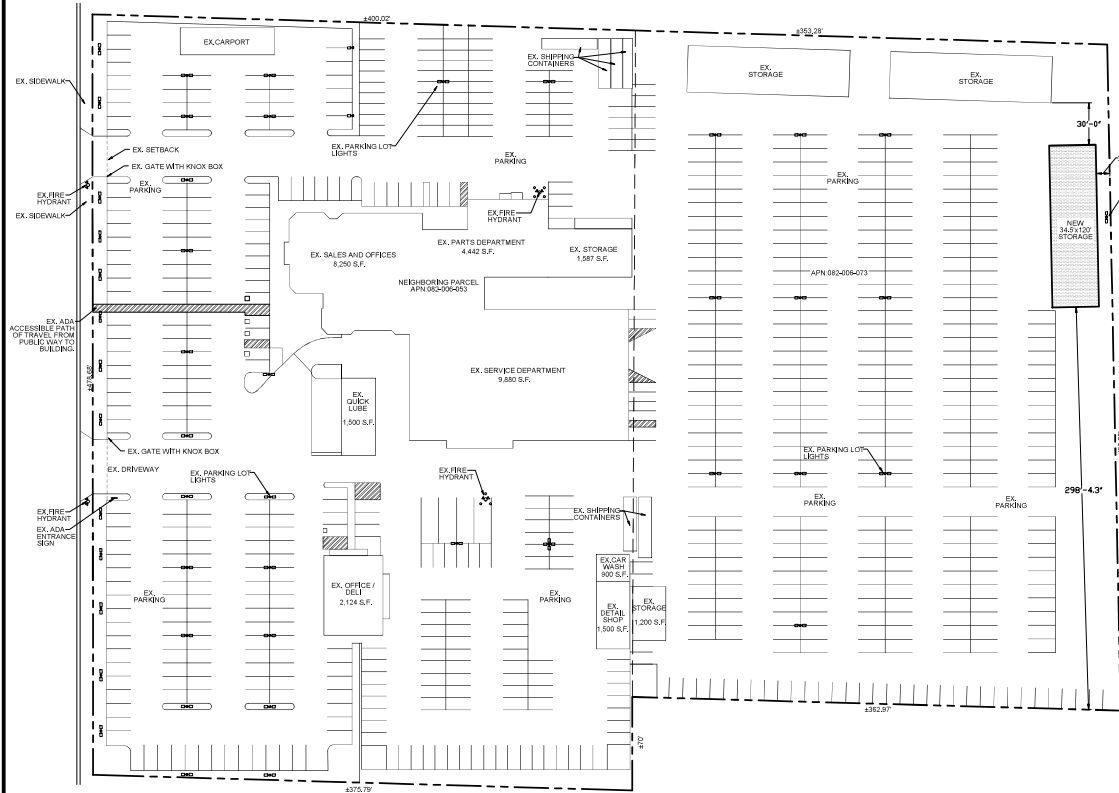 ±400.02'
±353.28'
EX.CARPORT
EX. SHIPPING
CONTAINERS
EX.
STORAGE
EX.
STORAGE
EX. SIDEWALK
30'-0"
EX. SETBACK
EX. PARKING LOT
LIGHTS
EX. GATE WITH KNOX BOX
EX.
PARKING
EX.
PARKING
EX.
PARKING
EX.FIRE
HYDRANT
EX. SIDEWALK
EX.FIRE
HYDRANT
NEW
34.5'x120'
STORAGE
EX. PARTS DEPARTMENT
4,442 S.F.
EX. SALES AND OFFICES
8,250 S.F.
EX. STORAGE
1,587 S.F.
APN:082-006-073
NEIGHBORING PARCEL
APN:082-006-053
EX. ADA
ACCESSIBLE PATH
OF TRAVEL FROM
PUBLIC WAY TO
BUILDING.
±478.68'
EX. SERVICE DEPARTMENT
9,880 S.F.
EX.
QUICK
LUBE
1,500 S.F.
EX. GATE WITH KNOX BOX
EX. DRIVEWAY
EX. PARKING LOT
LIGHTS
EX.FIRE
HYDRANT
EX. PARKING LOT
LIGHTS
298'-4.3"
EX.
PARKING
EX.
PARKING
EX.FIRE
HYDRANT
EX. ADA
ENTRANCE
SIGN
EX. SHIPPING
CONTAINERS
EX.CAR
WASH
900 S.F.
EX. OFFICE /
DELI
2,124 S.F.
EX.
PARKING
EX.
PARKING
EX.
DETAIL
SHOP
1,500 S.F.
EX.
STORAGE
1,200 S.F.
±362.97'
±70'
±375.79'